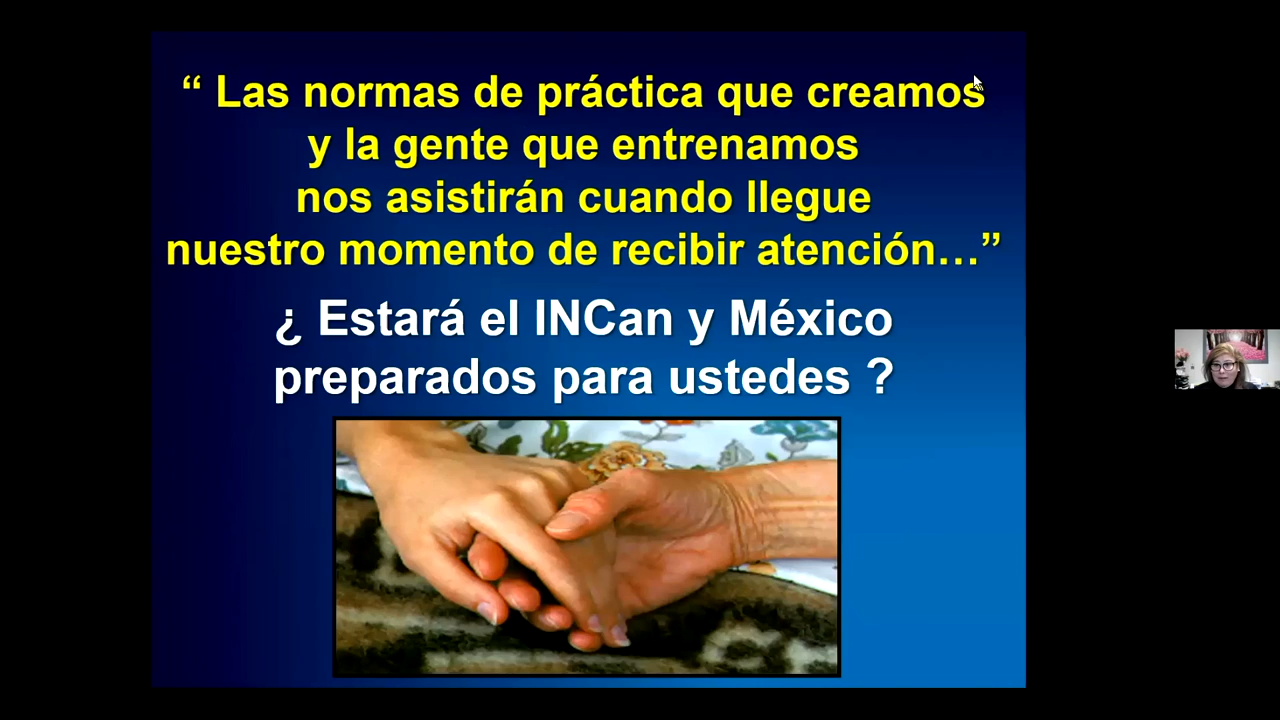 “ Las normas de práctica que creamos
y la gente que entrenamos
nos asistirán cuando llegue
nuestro momento de recibir atención…”
¿ Estará el INCan y México
preparados para ustedes ?